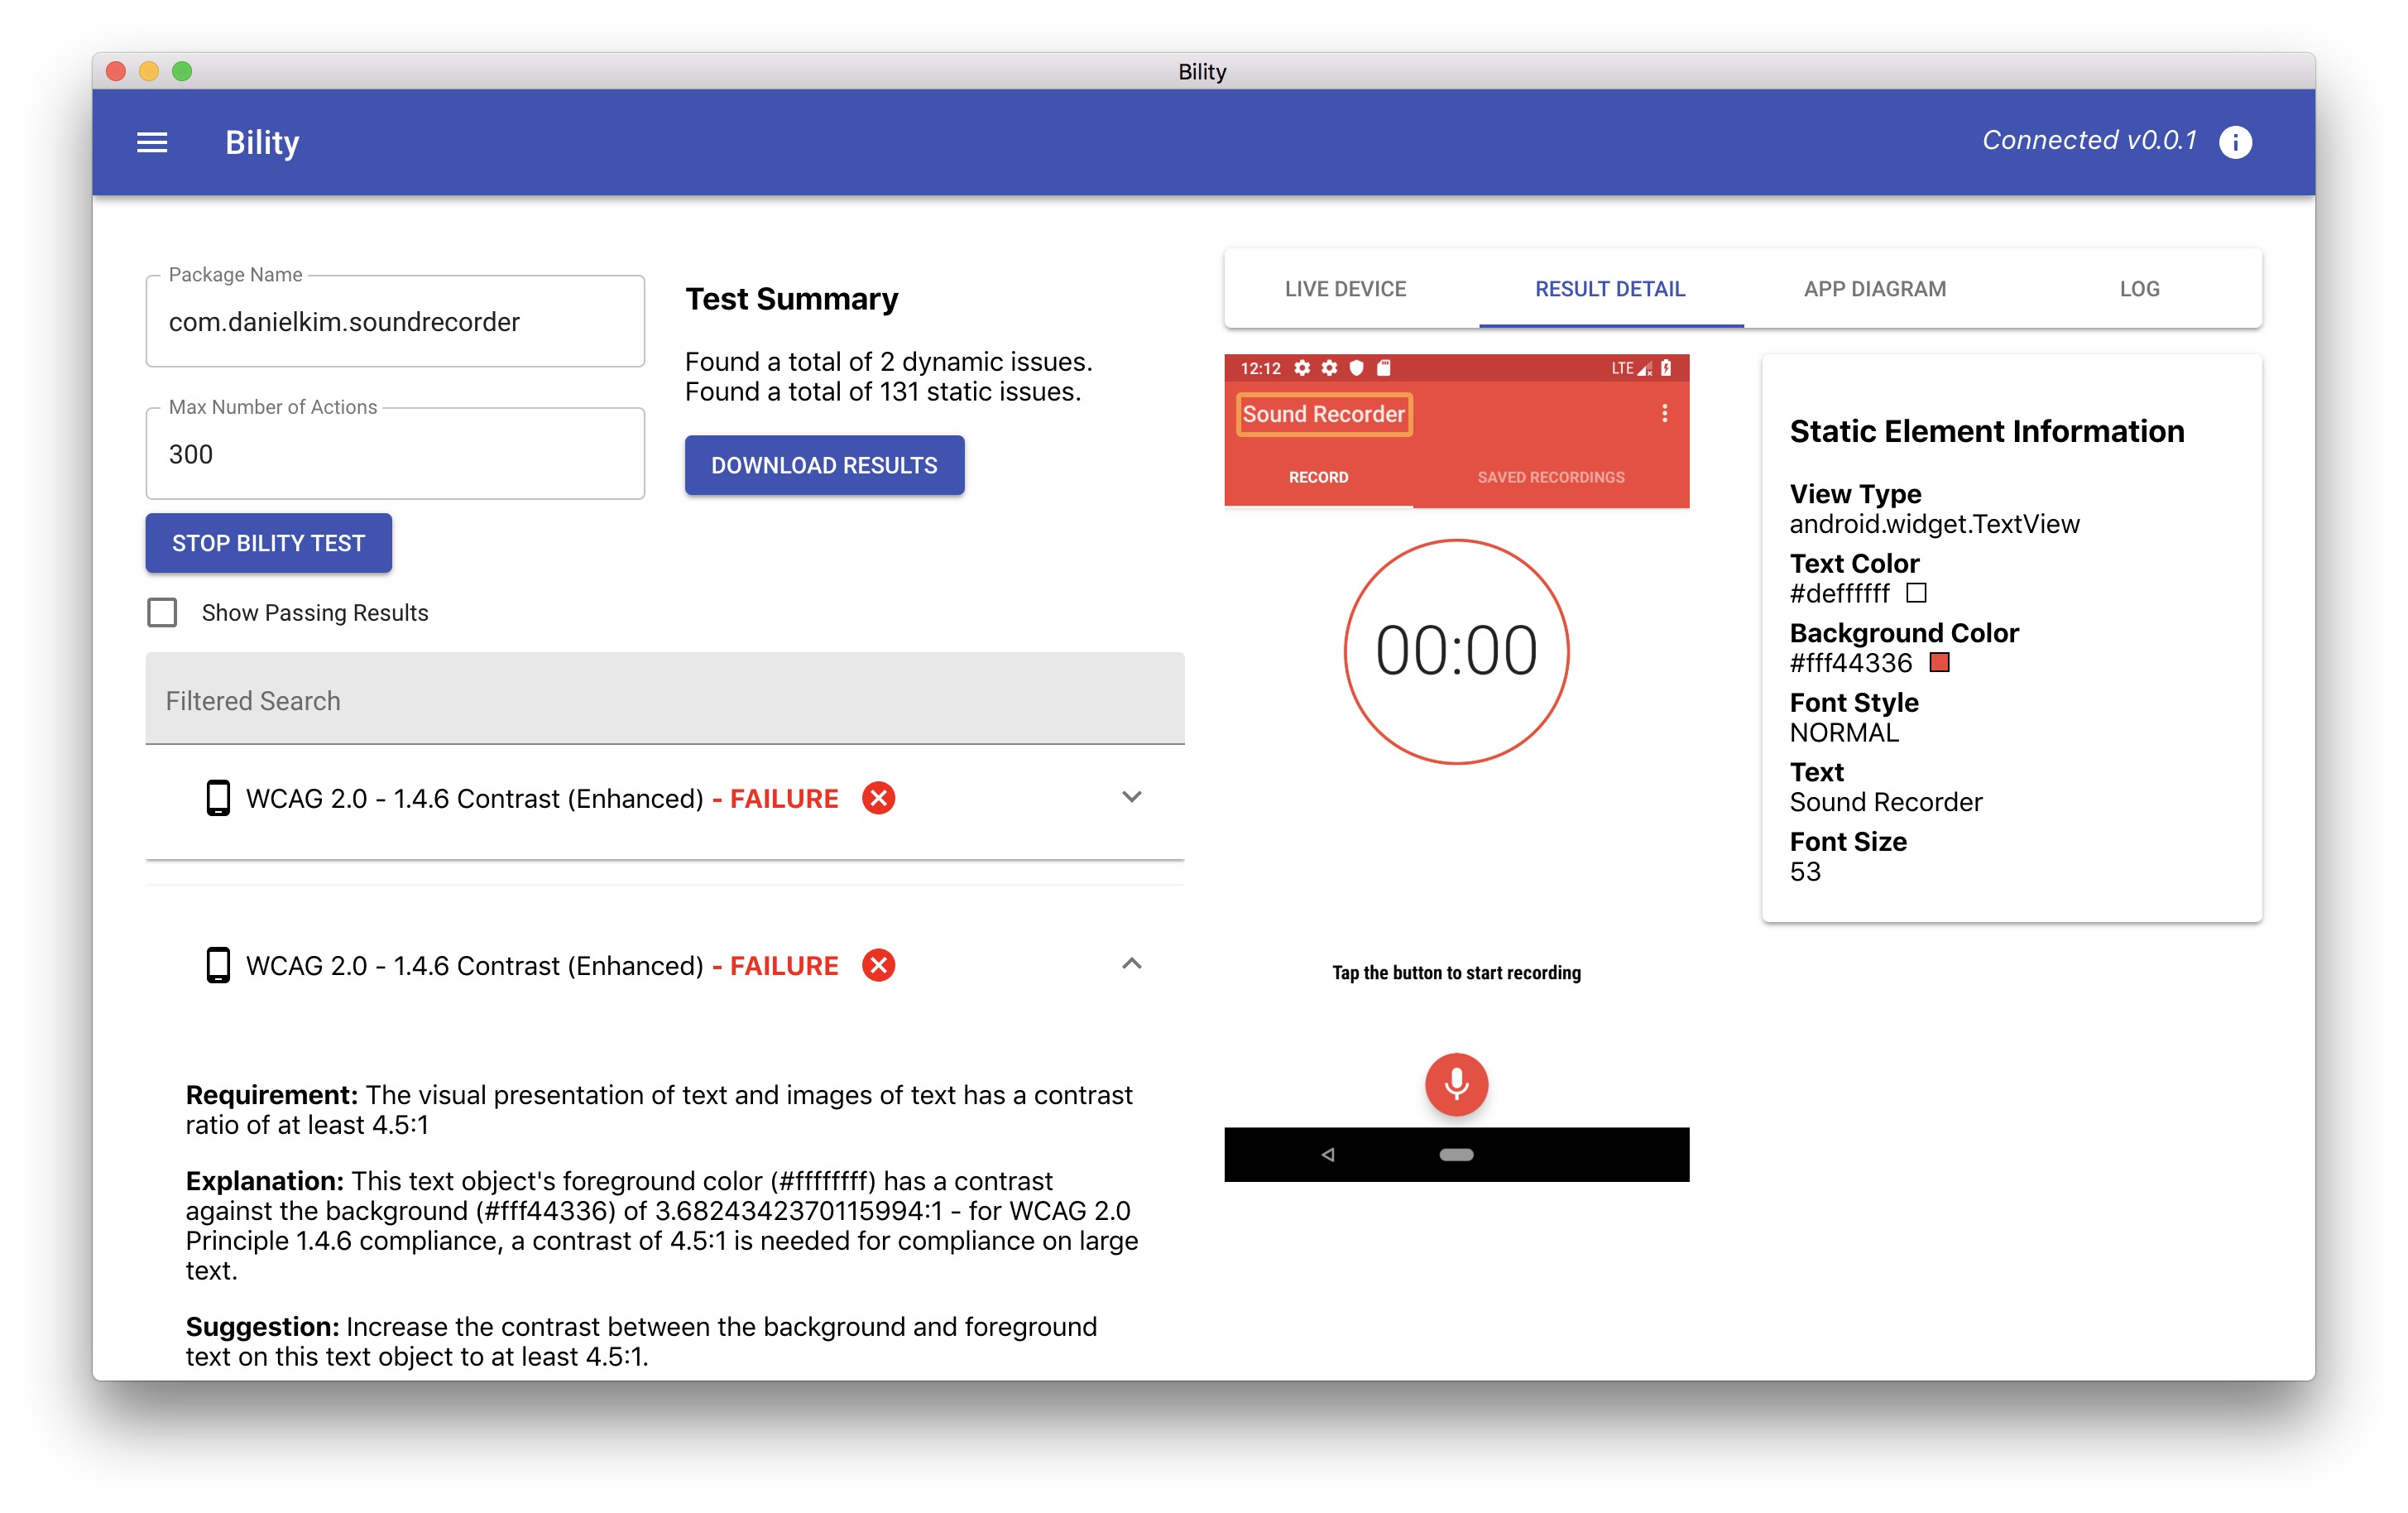 Bility
Bility
Connected v0.0.1
Package Name
com.danielkim.soundrecorder
Max Number of Actions
300
STOP BILITY TEST
Show Passing Results
Test Summary
Found a total of 2 dynamic issues.
Found a total of 131 static issues.
DOWNLOAD RESULTS
Filtered Search
WCAG 2.0 - 1.4.6 Contrast (Enhanced) - FAILURE
WCAG 2.0 - 1.4.6 Contrast (Enhanced) - FAILURE
Requirement: The visual presentation of text and images of text has a contrast
ratio of at least 4.5:1
Explanation: This text object's foreground color (#ffffffff) has a contrast
against the background (#fff44336) of 3.6824342370115994:1 - for WCAG 2.0
Principle 1.4.6 compliance, a contrast of 4.5:1 is needed for compliance on large
text.
Suggestion: Increase the contrast between the background and foreground
text on this text object to at least 4.5:1.
LIVE DEVICE
RESULT DETAIL
APP DIAGRAM
LOG
12:12
LTE
Sound Recorder
RECORD
SAVED RECORDINGS
00:00
Tap the button to start recording
Static Element Information
View Type
android.widget.TextView
Text Color
#deffffff
Background Color
#fff44336
Font Style
NORMAL
Text
Sound Recorder
Font Size
53